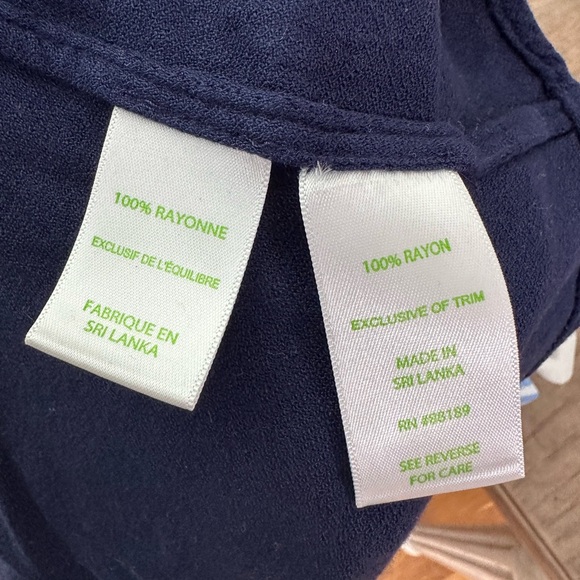 100% RAYONNE
EXCLUSIF DE L'ÉQUILIBRE
FABRIQUE EN
SRI LANKA
100% RAYON
EXCLUSIVE OF TRIM
MADE IN
SRI LANKA
RN #88189
SEE REVERSE
FOR CARE